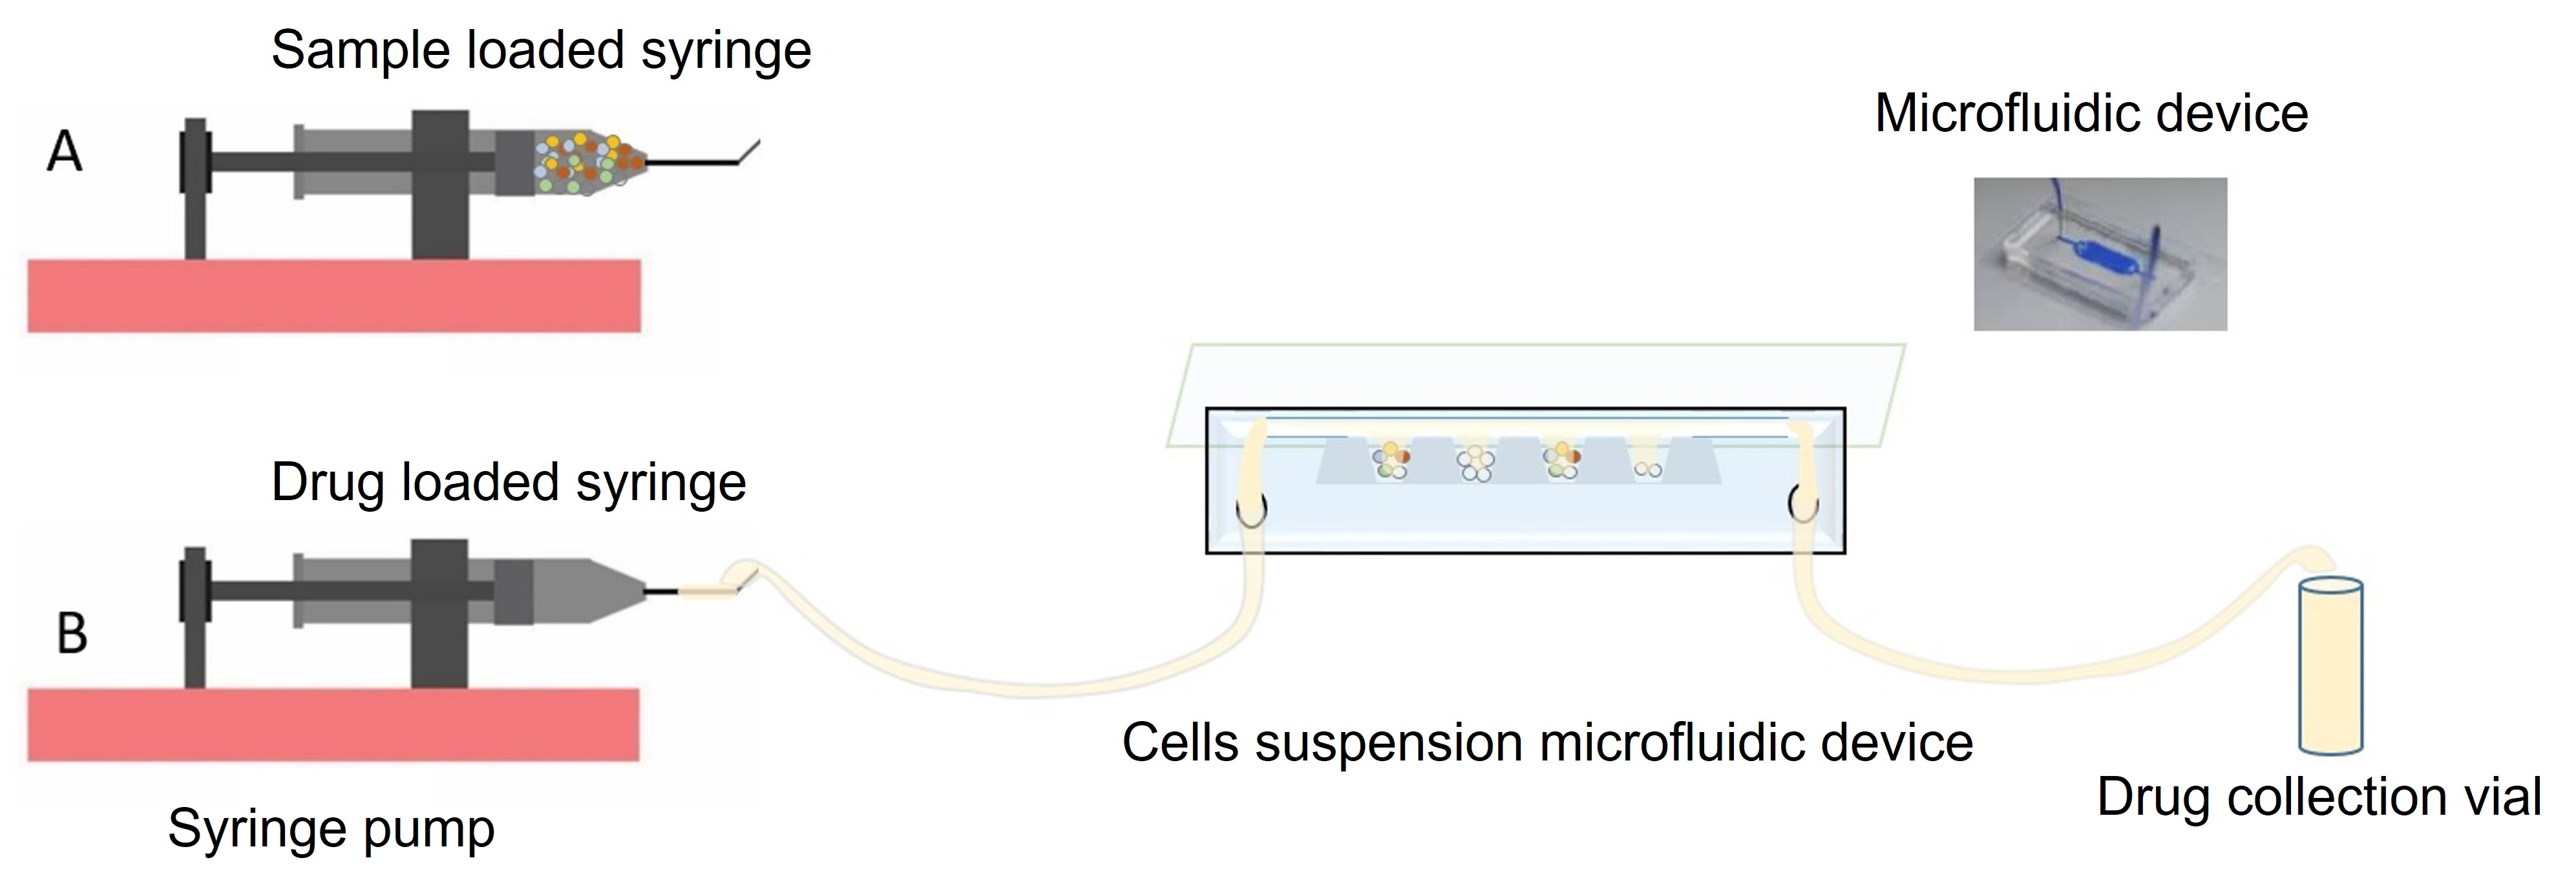 Sample loaded syringe
A
Microfluidic device
Drug loaded syringe
B
Cells suspension microfluidic device
Drug collection vial
Syringe pump